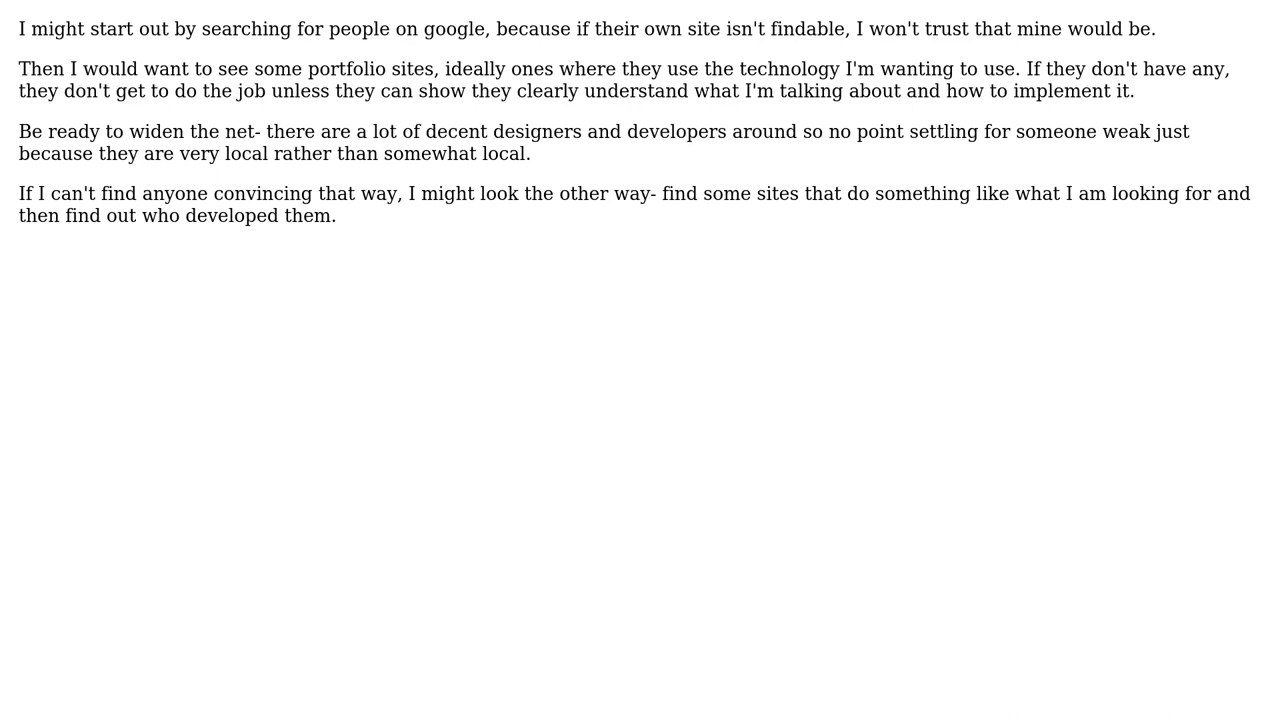 I might start out by searching for people on google, because if their own site isn't findable, I won't trust that mine would be.
Then I would want to see some portfolio sites, ideally ones where they use the technology I'm wanting to use. If they don't have any,
they don't get to do the job unless they can show they clearly understand what I'm talking about and how to implement it.
Be ready to widen the net- there are a lot of decent designers and developers around so no point settling for someone weak just
because they are very local rather than somewhat local.
If I can't find anyone convincing that way, I might look the other way- find some sites that do something like what I am looking for and
then find out who developed them.